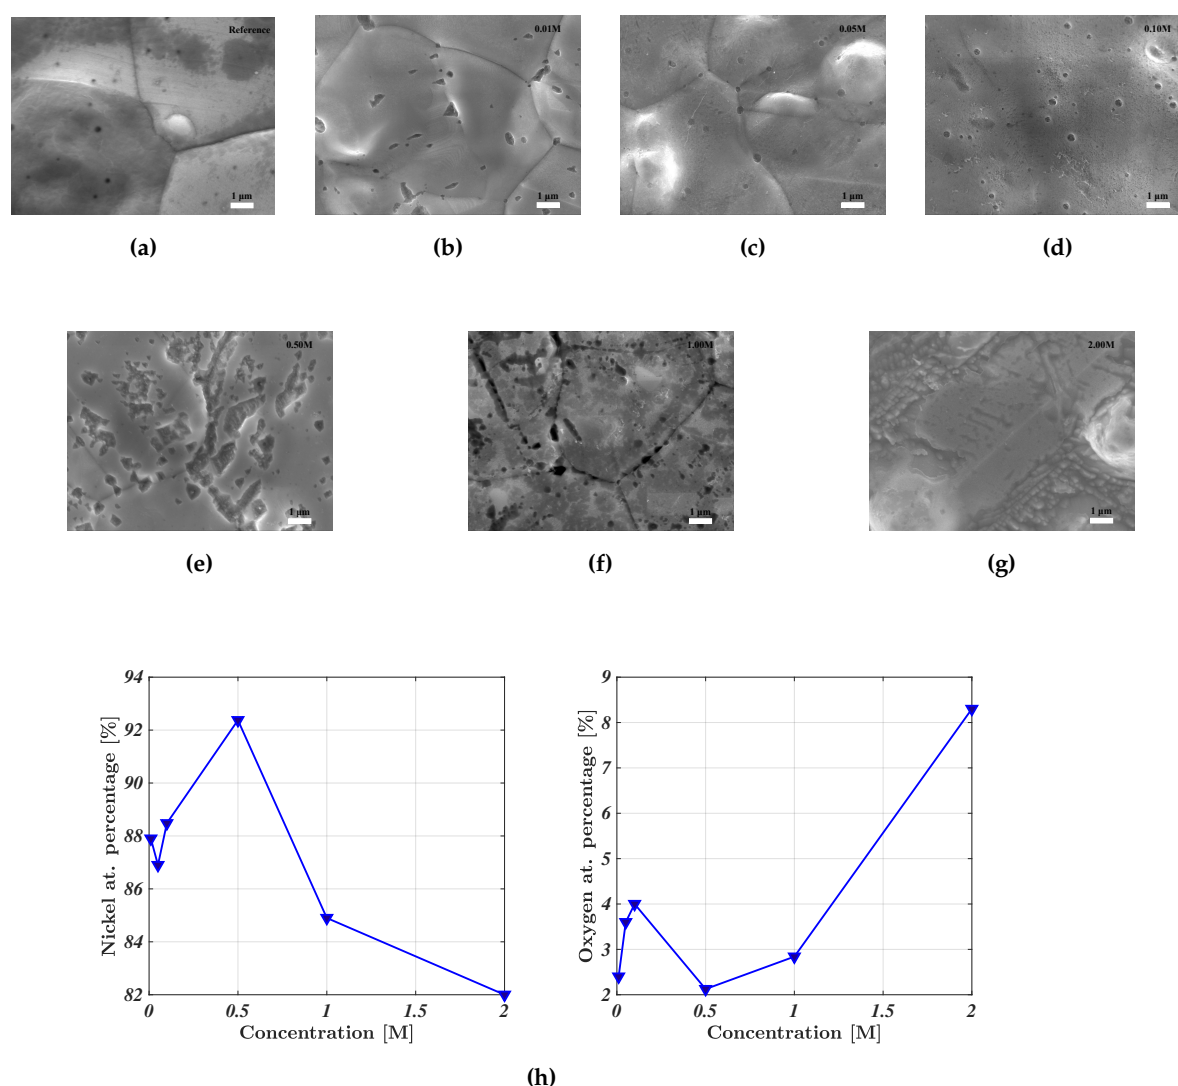 Reference
1 μm
(a)
0.01M
1 μm
(b)
0.05M
1 μm
(c)
0.10M
1 μm
(d)
0.50M
1 μm
(e)
1.00M
1 μm
(f)
2.00M
1 μm
(g)
94
92
90
88
86
84
82
Nickel at. percentage [%]
0 0.5 1 1.5 2
Concentration [M]
9
8
7
6
5
4
3
2
Oxygen at. percentage [%]
0 0.5 1 1.5 2
Concentration [M]
(h)